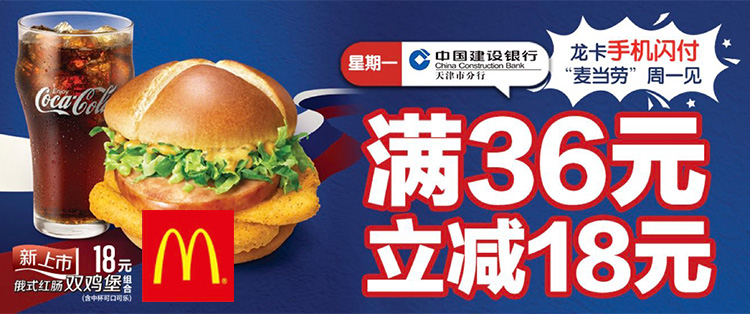 星期一
中国建设银行
China Construction Bank
天津市分行
龙卡手机闪付
“麦当劳”周一见
满36元
立减18元
Enjoy
Coca-Cola
新上市
18元
俄式红肠双鸡堡组合
(含中杯可口可乐)